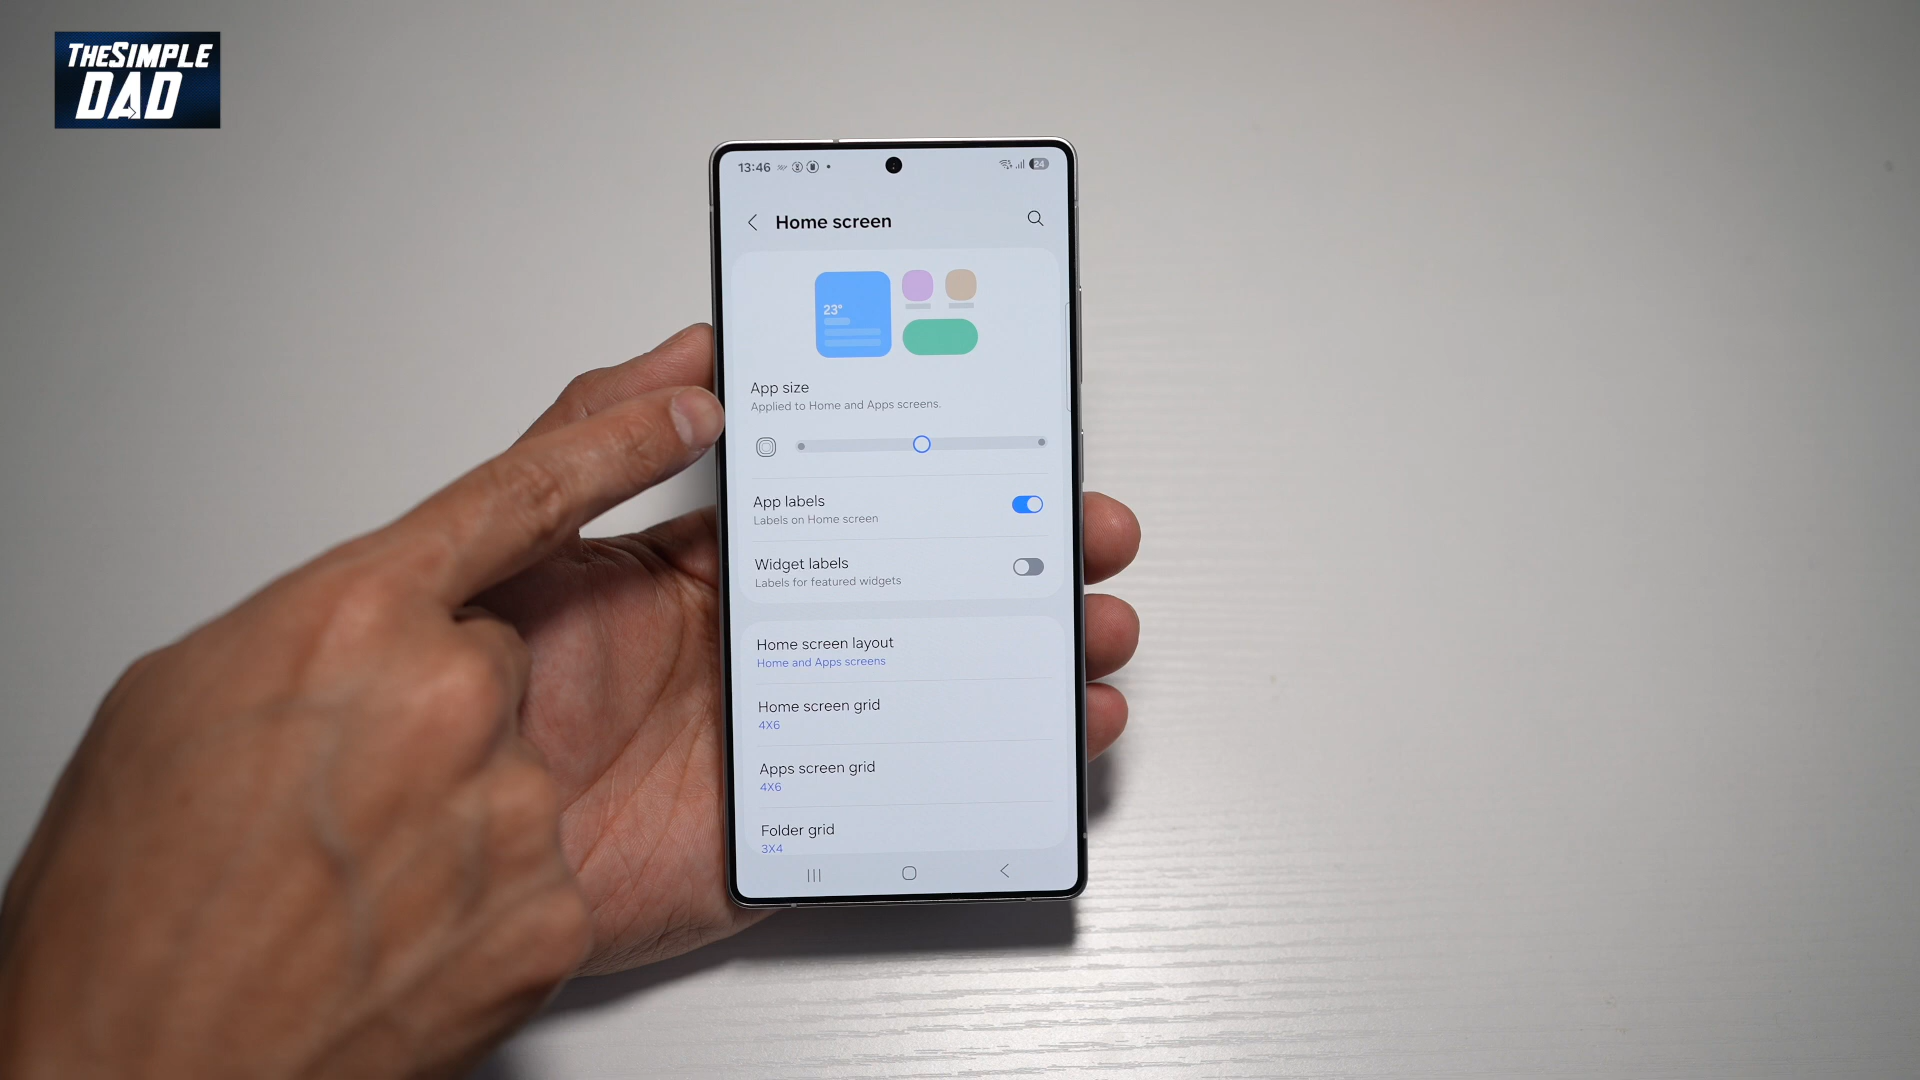 THESIMPLE
DAD
13:46
24
Home screen
23°
App size
Applied to Home and Apps screens.
App labels
Labels on Home screen
Widget labels
Labels for featured widgets
Home screen layout
Home and Apps screens
Home screen grid
4X6
Apps screen grid
4X6
Folder grid
3X4